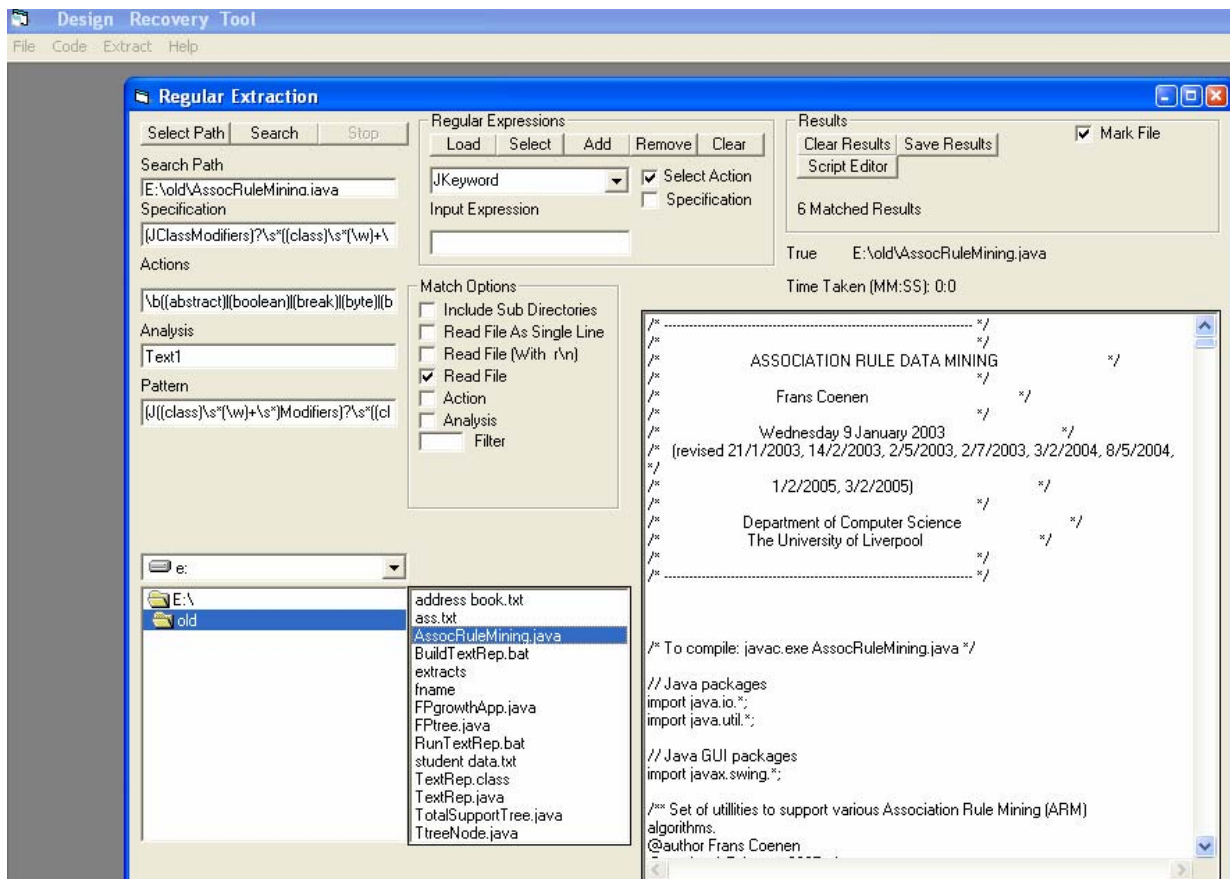 Design Recovery Tool
File Code Extract Help
Regular Extraction
Select Path Search Stop
Search Path
E:\old\AssocRuleMining.java
Specification
(JClassModifiers)?\s*((class)\s*(\w)+\
Actions
\b((abstract)|(boolean)|(break)|(byte)|(b
Analysis
Text1
Pattern
(J((class)\s*(\w)+\s*)Modifiers)?\s*((cl
Regular Expressions
Load Select Add Remove Clear
JKeyword
Select Action
Specification
Input Expression
Match Options
Include Sub Directories
Read File As Single Line
Read File (With r\n)
Read File
Action
Analysis
Filter
Results
Clear Results Save Results
Script Editor
Mark File
6 Matched Results
True E:\old\AssocRuleMining.java
Time Taken (MM:SS): 0:0
e:
E:\
old
address book.txt
ass.txt
AssocRuleMining.java
BuildTextRep.bat
extracts
fname
FPgrowthApp.java
FPtree.java
RunTextRep.bat
student data.txt
TextRep.class
TextRep.java
TotalSupportTree.java
TtreeNode.java
/* ------------------------------------------------------------------------- */
/* */
/* ASSOCIATION RULE DATA MINING */
/* */
/* Frans Coenen */
/* */
/* Wednesday 9 January 2003 */
/* (revised 21/1/2003, 14/2/2003, 2/5/2003, 2/7/2003, 3/2/2004, 8/5/2004,
*/
/* 1/2/2005, 3/2/2005) */
/* */
/* Department of Computer Science */
/* The University of Liverpool */
/* */
/* ------------------------------------------------------------------------- */
/* To compile: javac.exe AssocRuleMining.java */
// Java packages
import java.io.*;
import java.util.*;
// Java GUI packages
import javax.swing.*;
/** Set of utillities to support various Association Rule Mining (ARM)
algorithms.
@author Frans Coenen